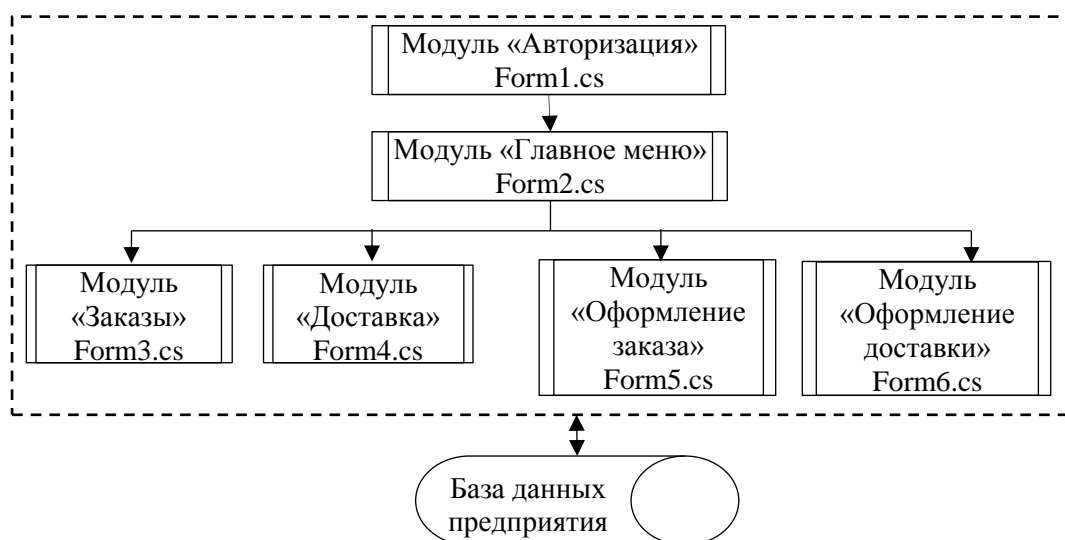 Модуль «Авторизация»
Form1.cs
Модуль «Главное меню»
Form2.cs
Модуль
«Заказы»
Form3.cs
Модуль
«Доставка»
Form4.cs
Модуль
«Оформление
заказа»
Form5.cs
Модуль
«Оформление
доставки»
Form6.cs
База данных
предприятия